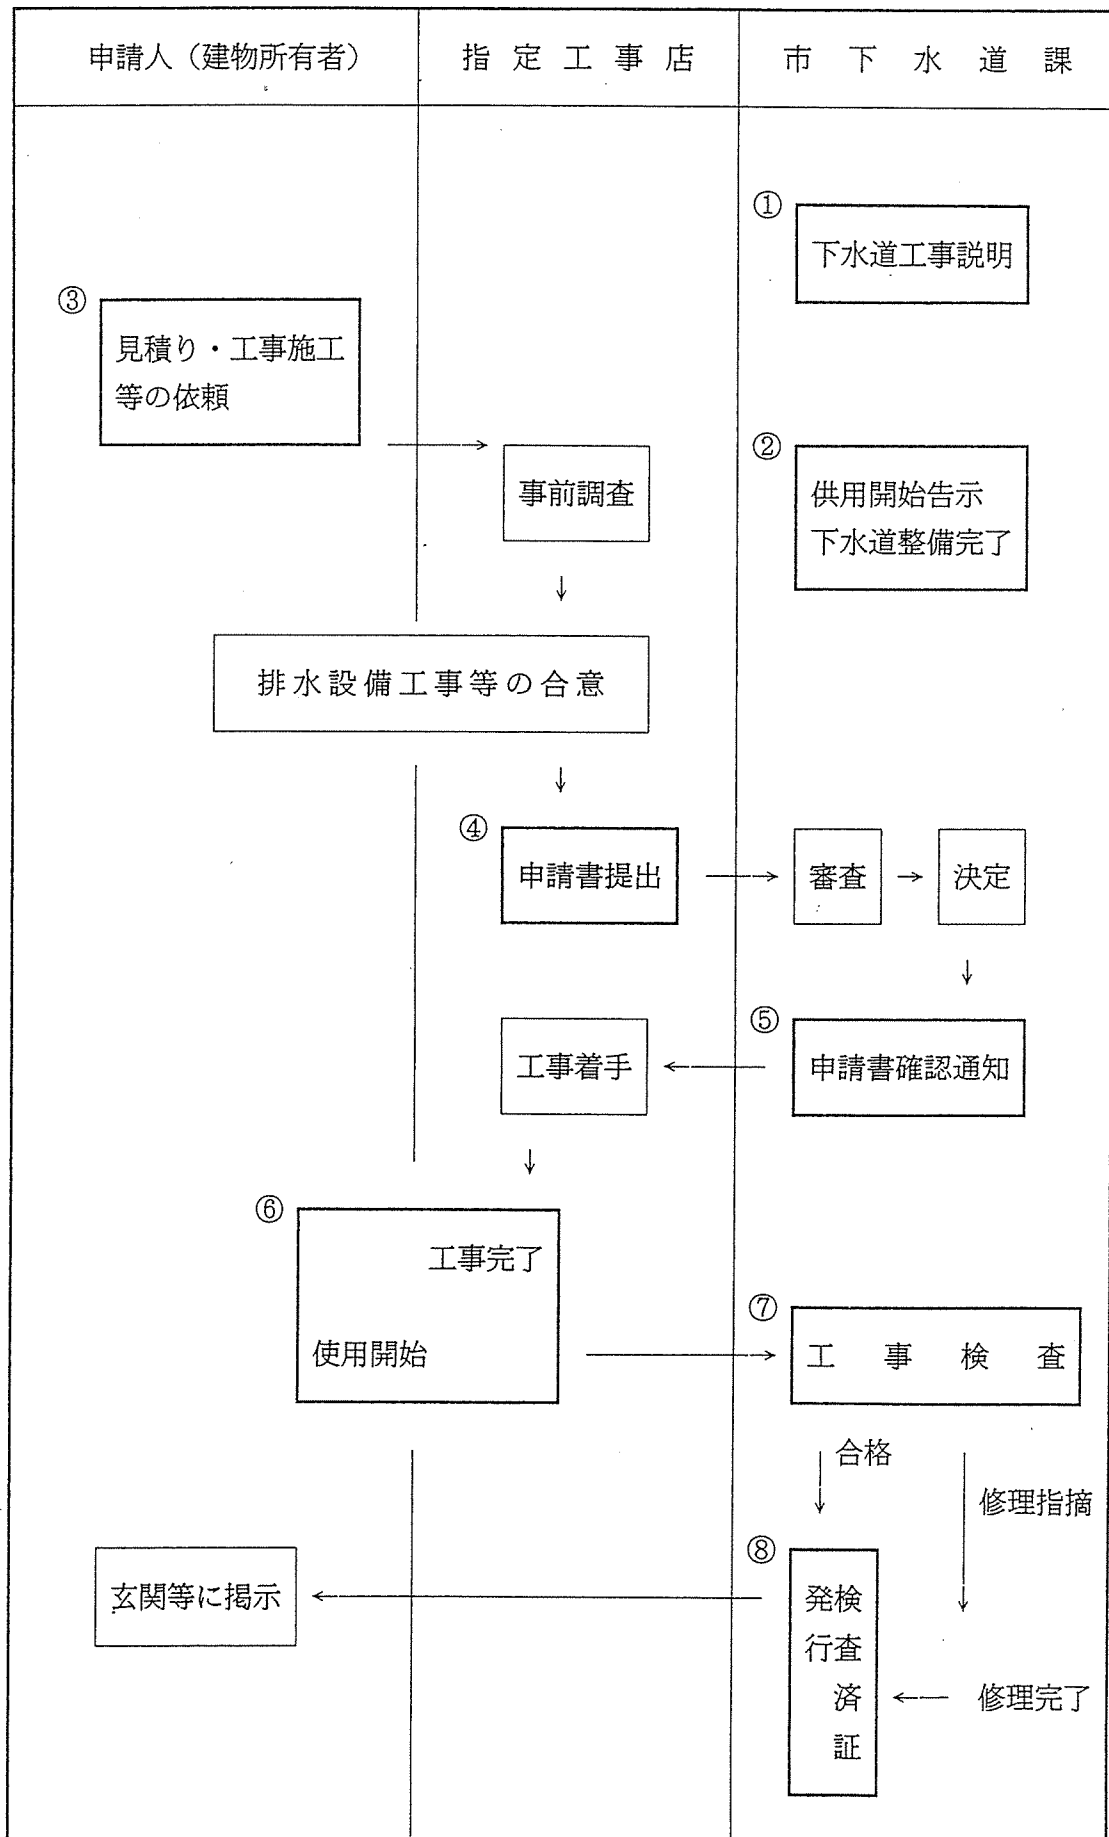 申請人（建物所有者）
指定工事店
市下水道課
①
下水道工事説明
③
見積り・工事施工
等の依頼
②
供用開始告示
下水道整備完了
事前調査
排水設備工事等の合意
④
申請書提出
審査
決定
⑤
申請書確認通知
工事着手
⑥
工事完了
使用開始
⑦
工事検査
合格
修理指摘
⑧
検査済証
発行
玄関等に掲示
修理完了